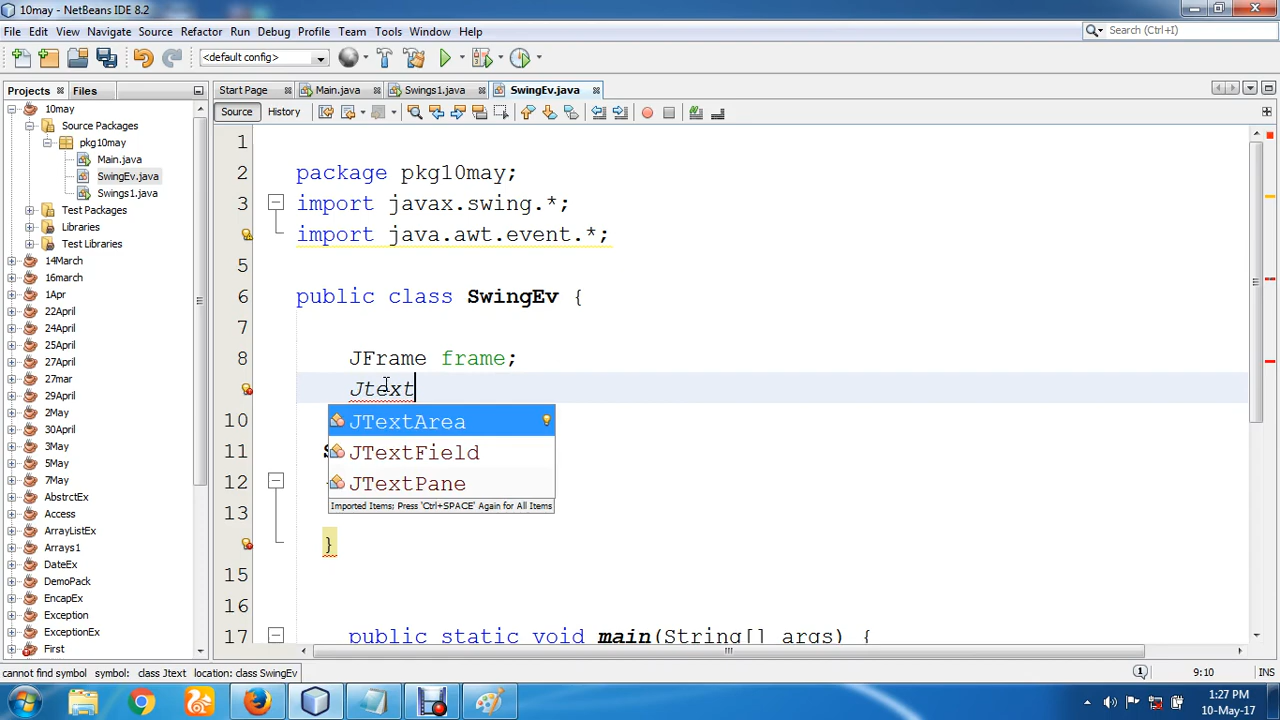 10may - NetBeans IDE 8.2
File Edit View Navigate Source Refactor Run Debug Profile Team Tools Window Help
Search (Ctrl+I)
<default config>
Projects Files
Start Page Main.java Swings1.java SwingEv.java
Source History
10may
Source Packages
pkg10may
Main.java
SwingEv.java
Swings1.java
Test Packages
Libraries
Test Libraries
14March
16march
1Apr
22April
24April
25April
27April
27mar
29April
2May
30April
3May
5May
7May
AbstrctEx
Access
ArrayListEx
Arrays1
DateEx
DemoPack
EncapEx
Exception
ExceptionEx
First
1
2 package pkg10may;
3 import javax.swing.*;
import java.awt.event.*;
5
6 public class SwingEv {
7
8 JFrame frame;
Jtext
10
11
12
13
}
15
16
17 public static void main(String[] args) {
JTextArea
JTextField
JTextPane
Imported Items; Press 'Ctrl+SPACE' Again for All Items
cannot find symbol symbol: class Jtext location: class SwingEv
9:10 INS
1:27 PM
10-May-17